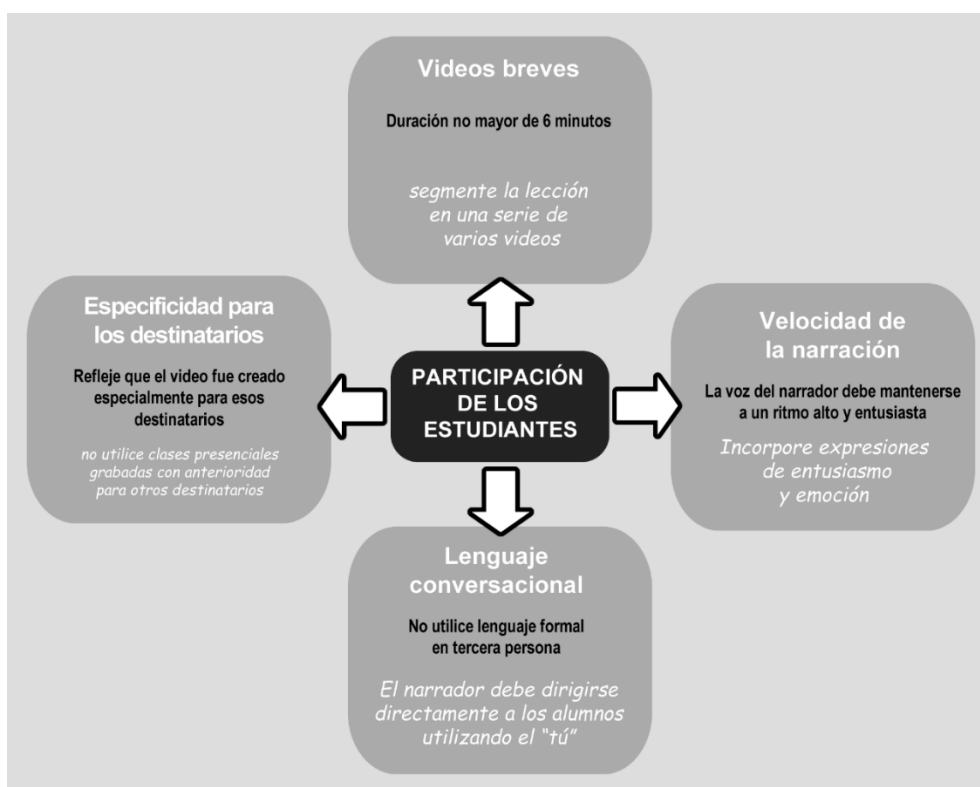 Videos breves
Duración no mayor de 6 minutos
segmente la lección
en una serie de
varios videos
Especificidad para
los destinatarios
Refleje que el video fue creado
especialmente para esos
destinatarios
no utilice clases presenciales
grabadas con anterioridad
para otros destinatarios
PARTICIPACIÓN
DE LOS
ESTUDIANTES
Velocidad de
la narración
La voz del narrador debe mantenerse
a un ritmo alto y entusiasta
Incorpore expresiones
de entusiasmo
y emoción
Lenguaje
conversacional
No utilice lenguaje formal
en tercera persona
El narrador debe dirigirse
directamente a los alumnos
utilizando el "tú"